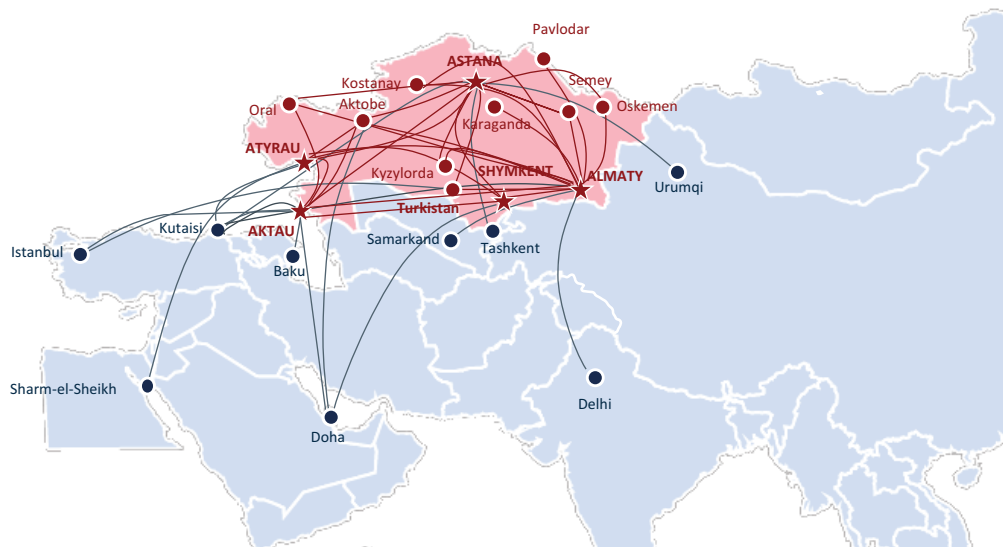 Pavlodar
ASTANA
Kostanay
Semey
Oral
Aktobe
Oskemen
Karaganda
ATYRAU
Kyzylorda
SHYMKENT
ALMATY
Urumqi
Turkistan
Kutaisi
AKTAU
Samarkand
Tashkent
Istanbul
Baku
Sharm-el-Sheikh
Delhi
Doha